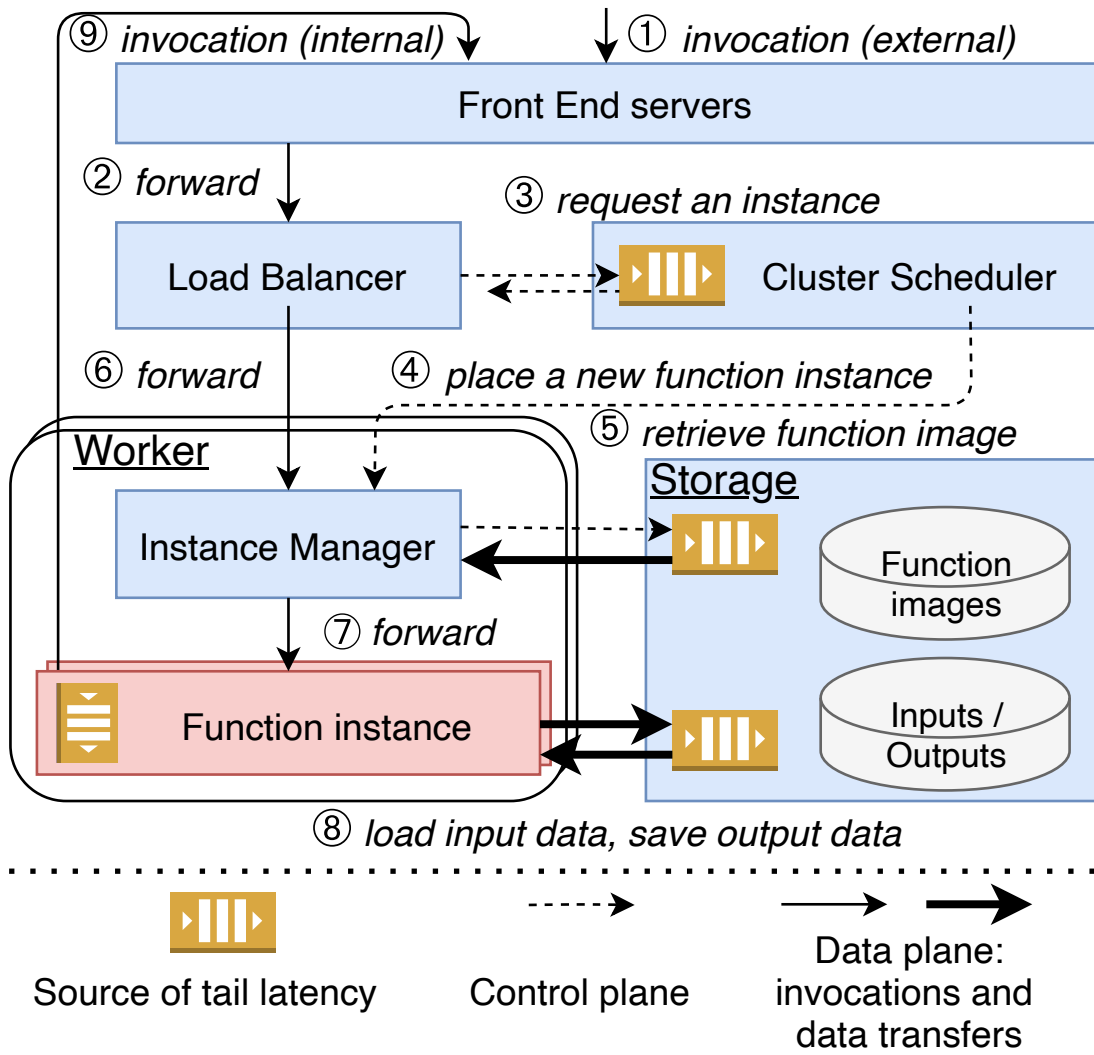 ⑨ invocation (internal)
① invocation (external)
Front End servers
② forward
③ request an instance
Load Balancer
Cluster Scheduler
⑥ forward
④ place a new function instance
⑤ retrieve function image
Worker
Storage
Instance Manager
Function
images
⑦ forward
Function instance
Inputs /
Outputs
⑧ load input data, save output data
Source of tail latency
Control plane
Data plane:
invocations and
data transfers